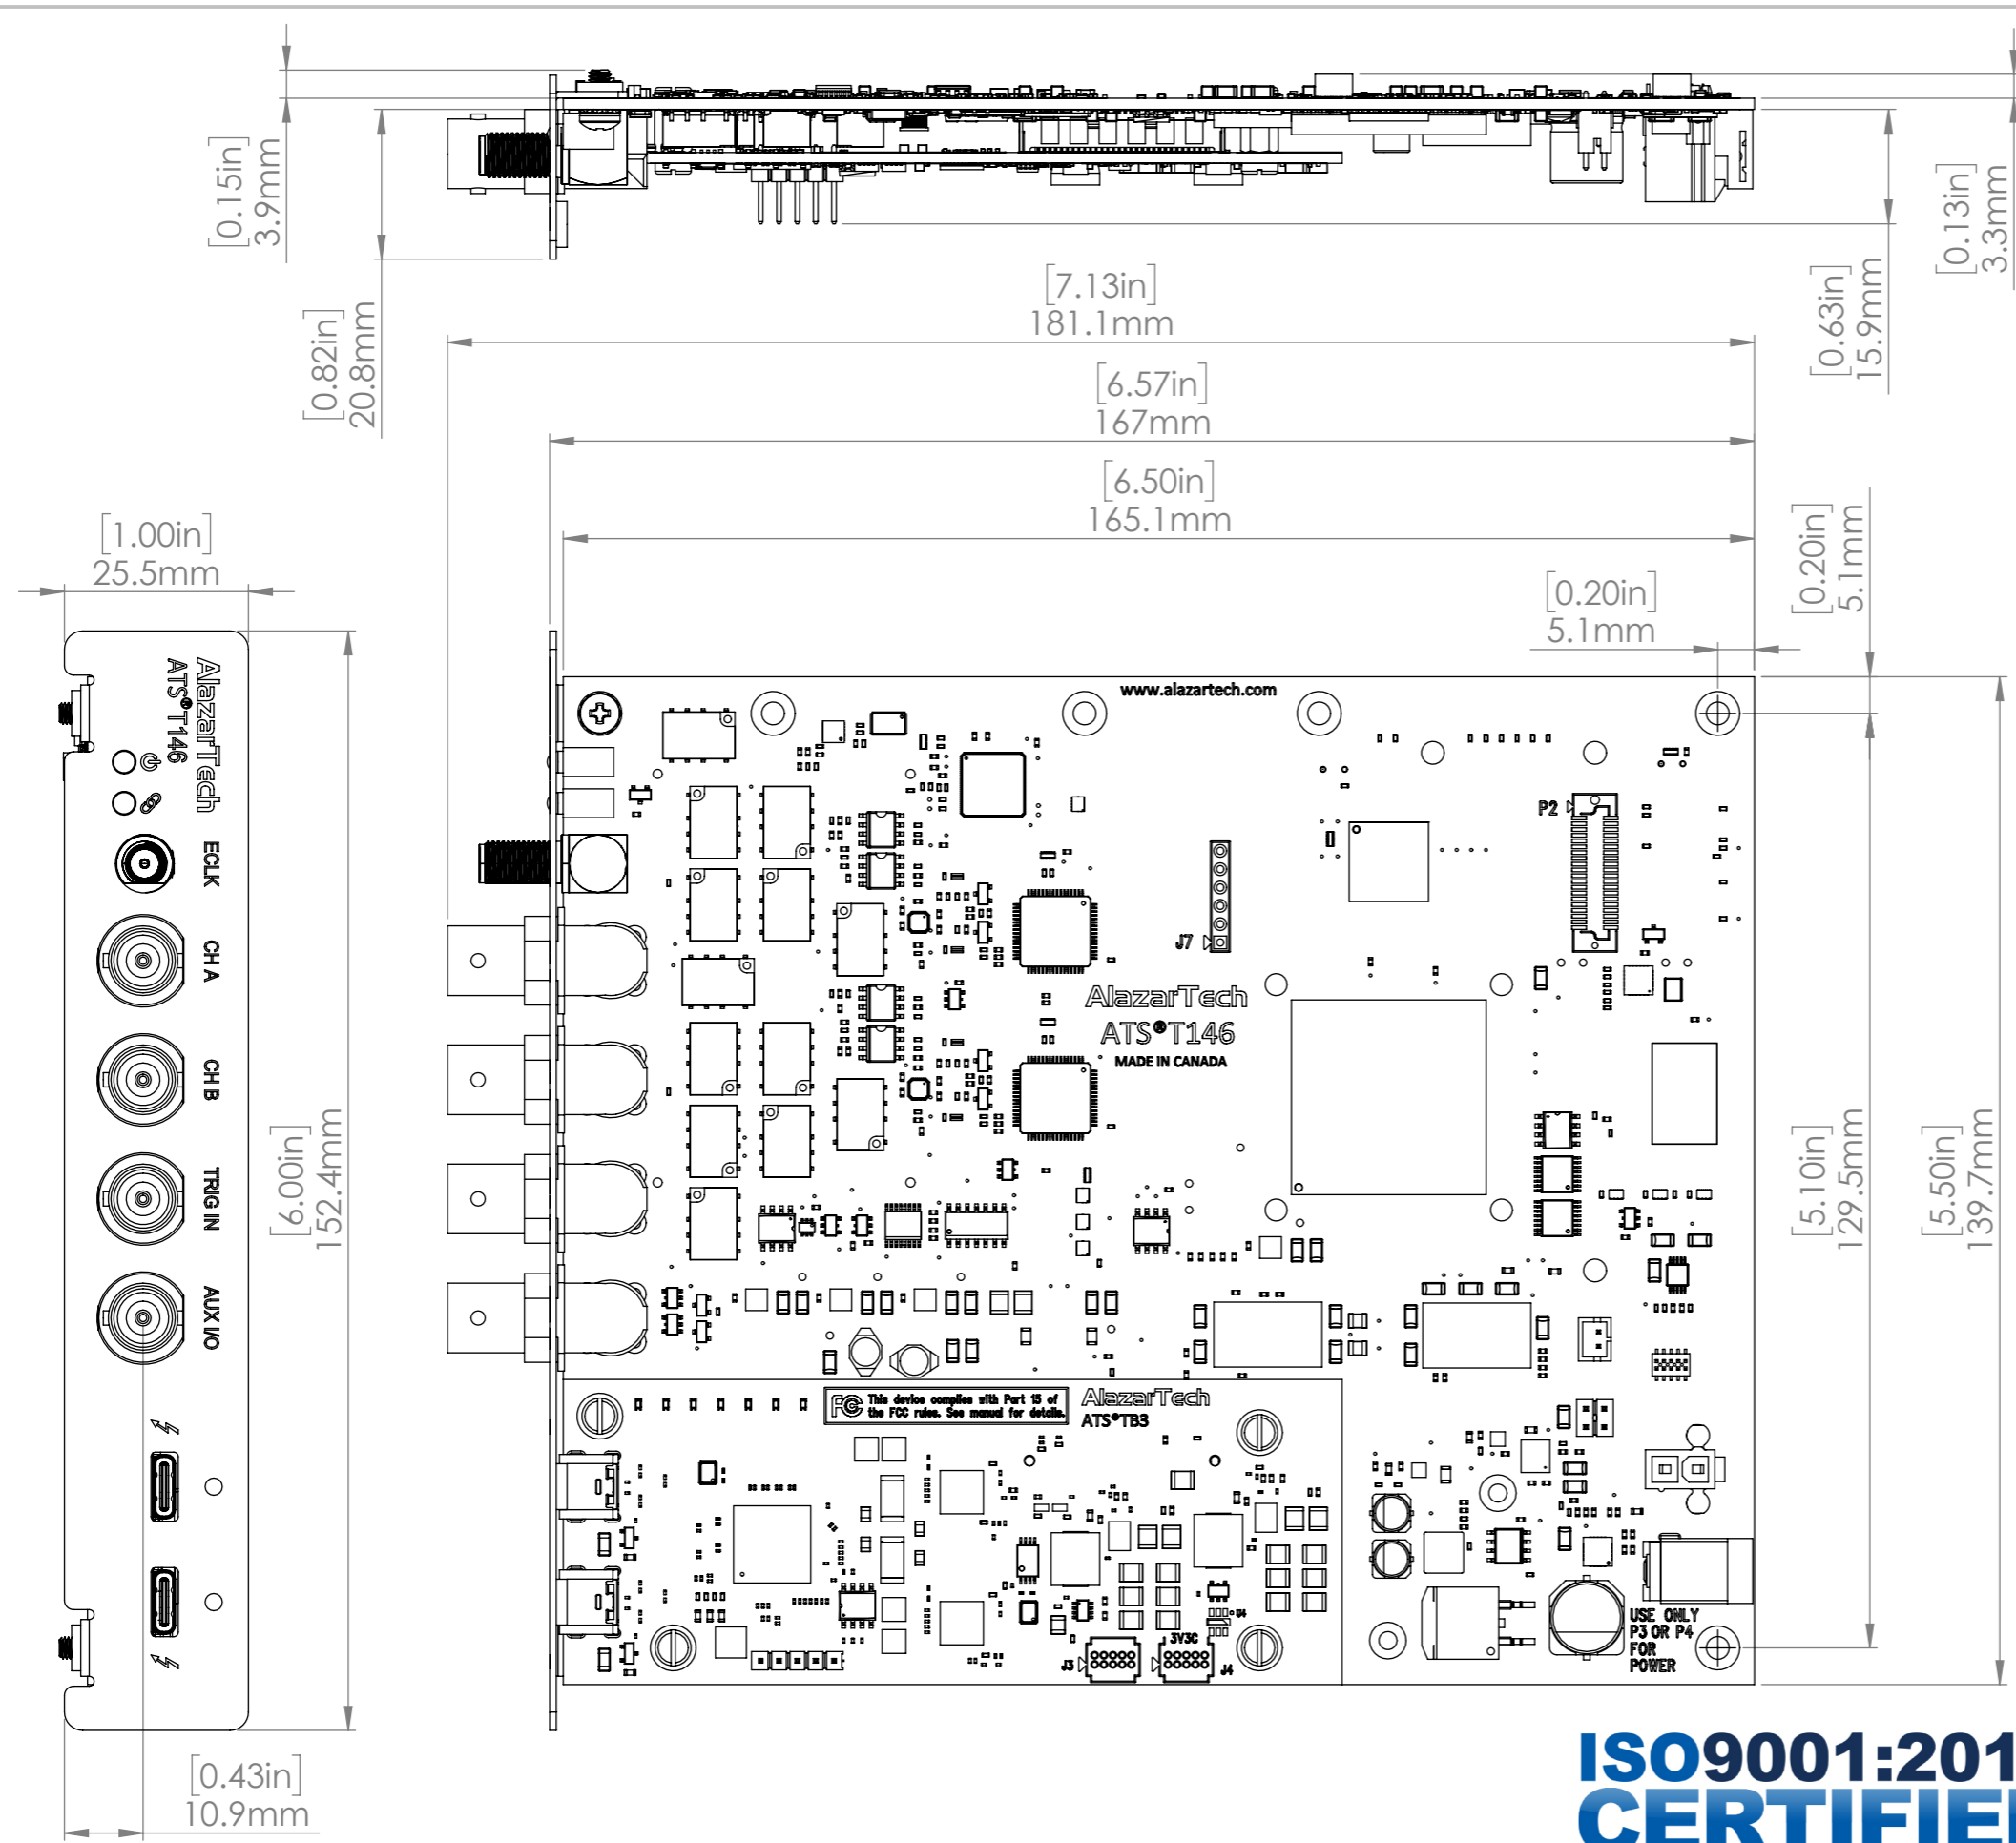 [0.15in]
3.9mm
[0.82in]
20.8mm
[0.13in]
3.3mm
[0.63in]
15.9mm
[7.13in]
181.1mm
[6.57in]
167mm
[6.50in]
165.1mm
[0.20in]
5.1mm
[0.20in]
5.1mm
[1.00in]
25.5mm
AlazarTech
ATS®T146
ECLK
CH A
CH B
TRIG IN
AUX I/O
[6.00in]
152.4mm
[0.43in]
10.9mm
www.alazartech.com
P2
J7
AlazarTech
ATS®T146
MADE IN CANADA
[5.10in]
129.5mm
[5.50in]
139.7mm
FC This device complies with Part 15 of
the FCC rules. See manual for details.
AlazarTech
ATS®TB3
3V3C
J3
J4
USE ONLY
P3 OR P4
FOR
POWER
ISO9001:201
CERTIFIE